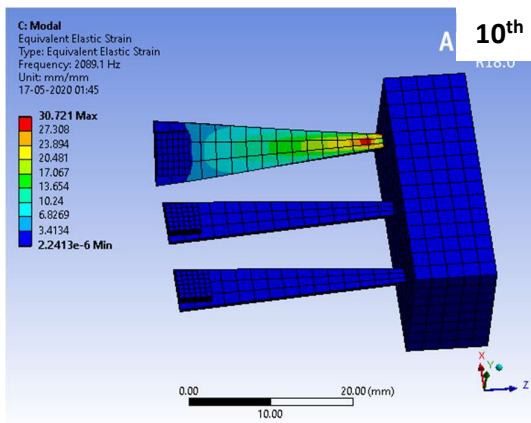 C: Modal
Equivalent Elastic Strain
Type: Equivalent Elastic Strain
Frequency: 2089.1 Hz
Unit: mm/mm
17-05-2020 01:45
10th
A
R18.0
30.721 Max
27.308
23.894
20.481
17.067
13.654
10.24
6.8269
3.4134
2.2413e-6 Min
X
Y
Z
0.00
20.00 (mm)
10.00